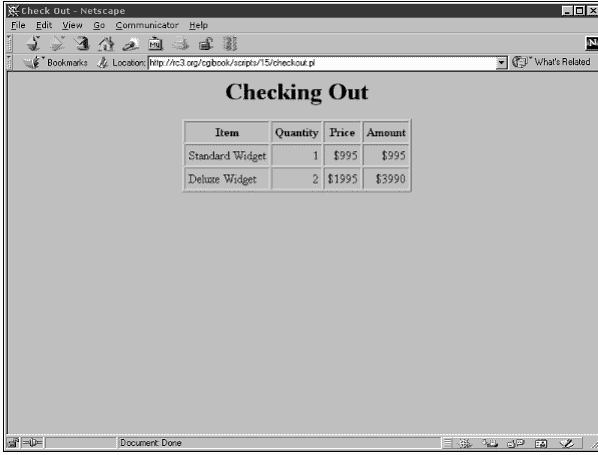 Check Out - Netscape
File Edit View Go Communicator Help
N
Bookmarks Location: http://rc3.org/cgibook/scripts/15/checkout.pl What's Related
Checking Out
Item Quantity Price Amount
Standard Widget 1 $995 $995
Deluxe Widget 2 $1995 $3990
Document: Done